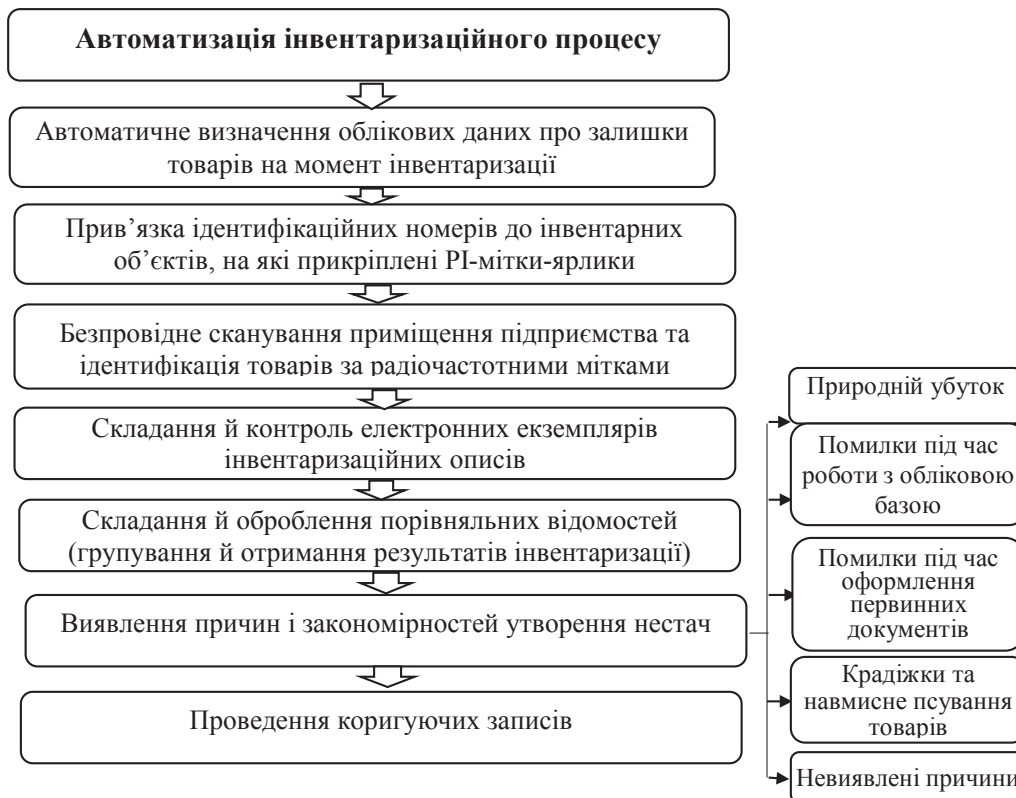 Автоматизація інвентаризаційного процесу
Автоматичне визначення облікових даних про залишки
товарів на момент інвентаризації
Прив’язка ідентифікаційних номерів до інвентарних
об’єктів, на які прикріплені РІ-мітки-ярлики
Безпровідне сканування приміщення підприємства та
ідентифікація товарів за радіочастотними мітками
Складання й контроль електронних екземплярів
інвентаризаційних описів
Складання й оброблення порівняльних відомостей
(групування й отримання результатів інвентаризації)
Виявлення причин і закономірностей утворення нестач
Проведення коригуючих записів
Природній убуток
Помилки під час
роботи з обліковою
базою
Помилки під час
оформлення
первинних
документів
Крадіжки та
навмисне псування
товарів
Невиявлені причини